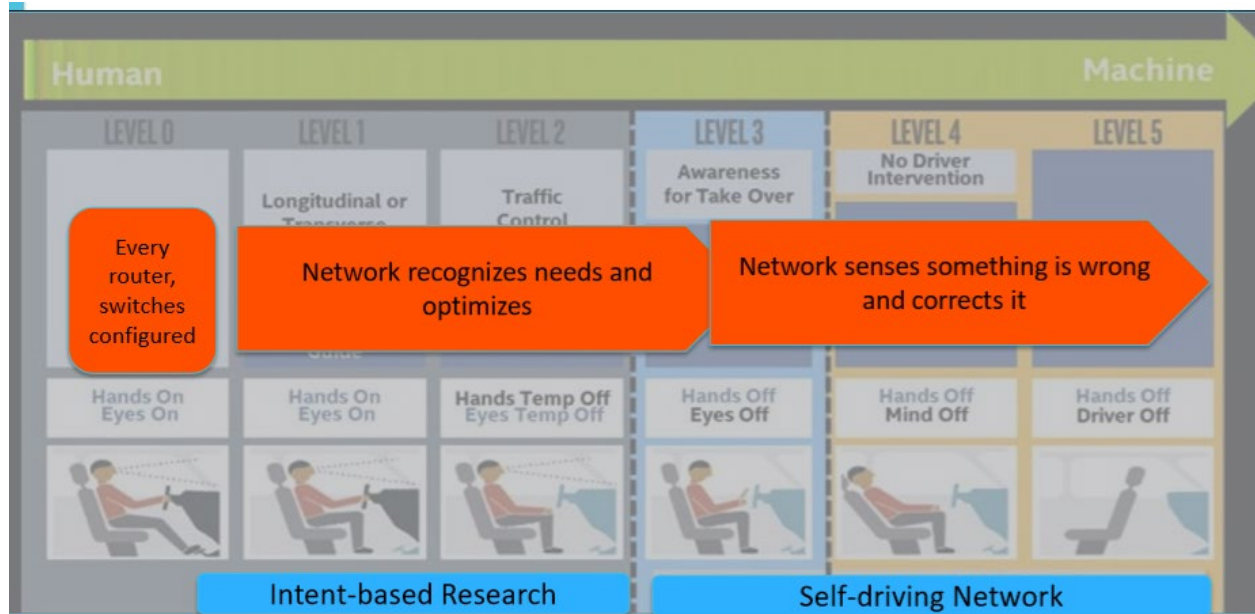 Human
Machine
LEVEL 0
LEVEL 1
LEVEL 2
LEVEL 3
LEVEL 4
LEVEL 5
Longitudinal or
Transverse
Guide
Traffic
Control
Awareness
for Take Over
No Driver
Intervention
Every
router,
switches
configured
Network recognizes needs and
optimizes
Network senses something is wrong
and corrects it
Hands On
Eyes On
Hands On
Eyes On
Hands Temp Off
Eyes Temp Off
Hands Off
Eyes Off
Hands Off
Mind Off
Hands Off
Driver Off
Intent-based Research
Self-driving Network